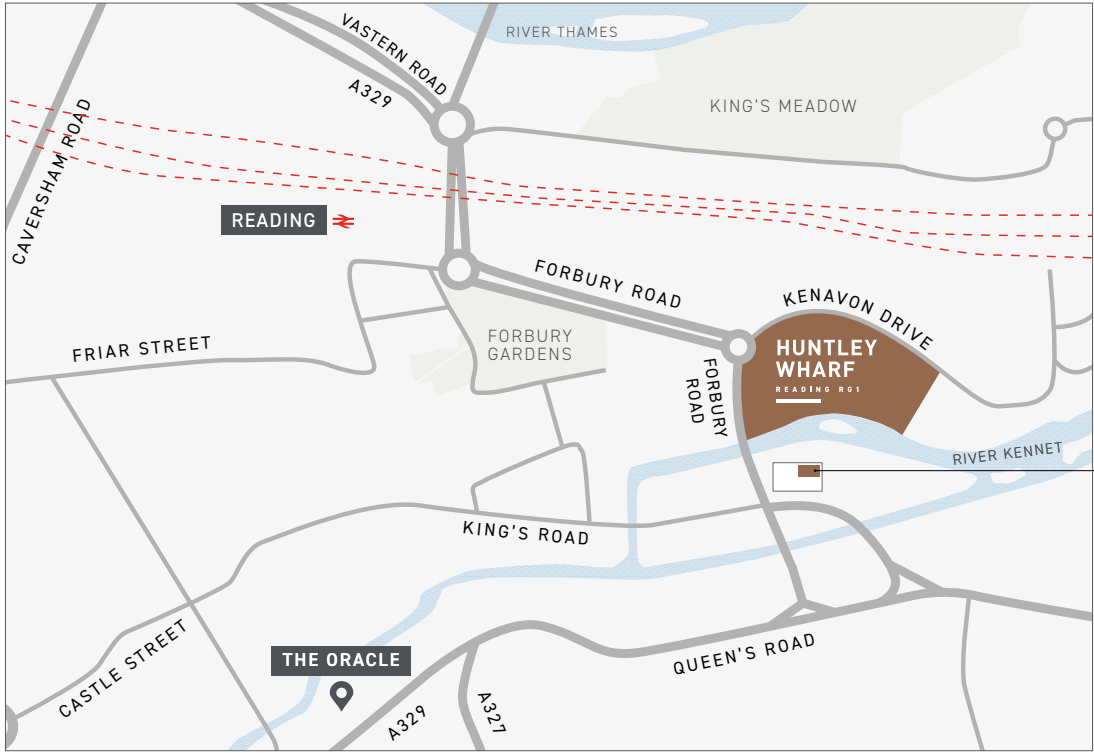 VASTERN ROAD
A329
RIVER THAMES
KING'S MEADOW
CAVERSHAM ROAD
READING
FORBURY ROAD
KENAVON DRIVE
FRIAR STREET
FORBURY
GARDENS
HUNTLEY
WHARF
READING RG1
FORBURY
ROAD
RIVER KENNET
KING'S ROAD
CASTLE STREET
THE ORACLE
QUEEN'S ROAD
A329
A327